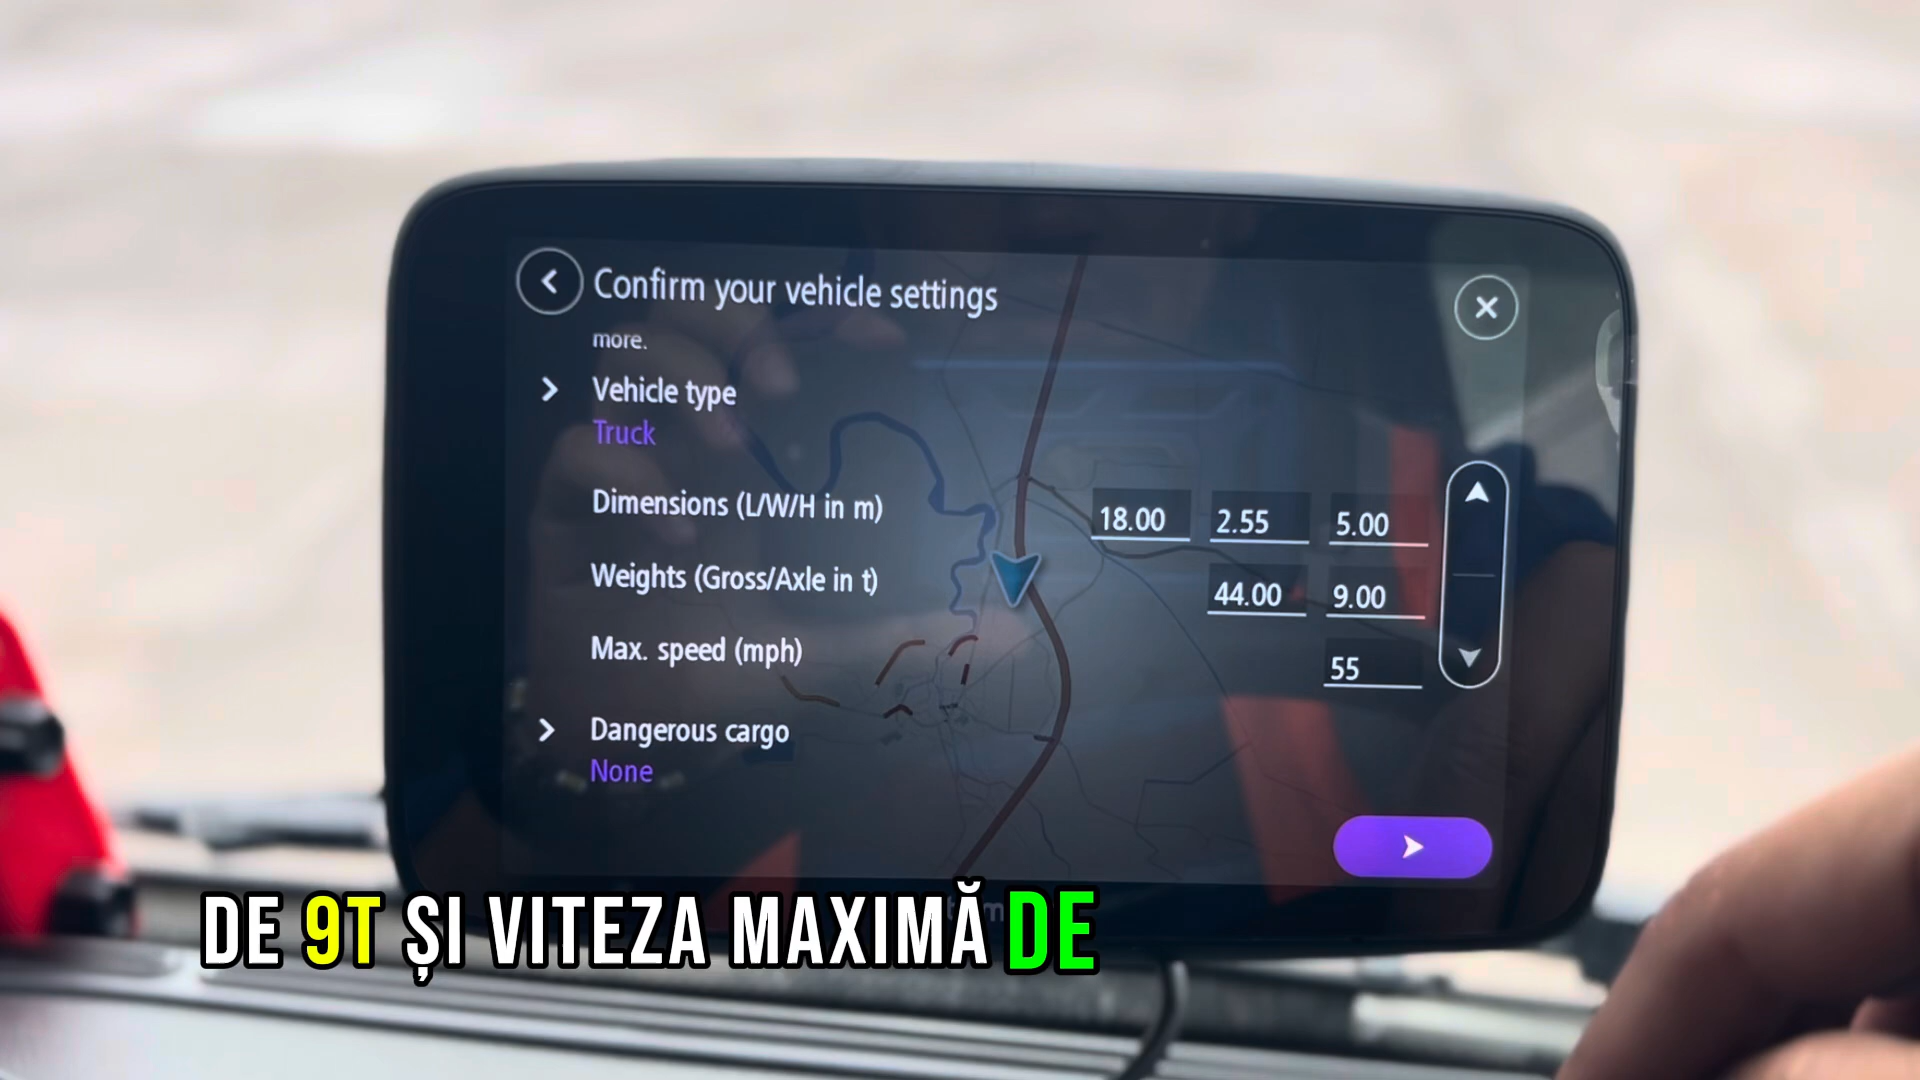 Confirm your vehicle settings
more.
Vehicle type
Truck
Dimensions (L/W/H in m) 18.00 2.55 5.00
Weights (Gross/Axle in t) 44.00 9.00
Max. speed (mph) 55
Dangerous cargo
None
DE 9T ȘI VITEZA MAXIMĂ DE